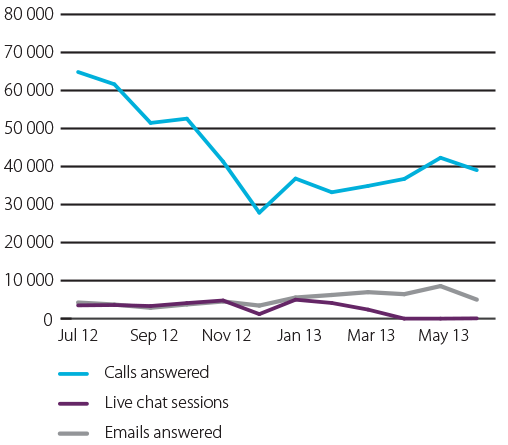 80 000
70 000
60 000
50 000
40 000
30 000
20 000
10 000
0
Jul 12 Sep 12 Nov 12 Jan 13 Mar 13 May 13
Calls answered
Live chat sessions
Emails answered